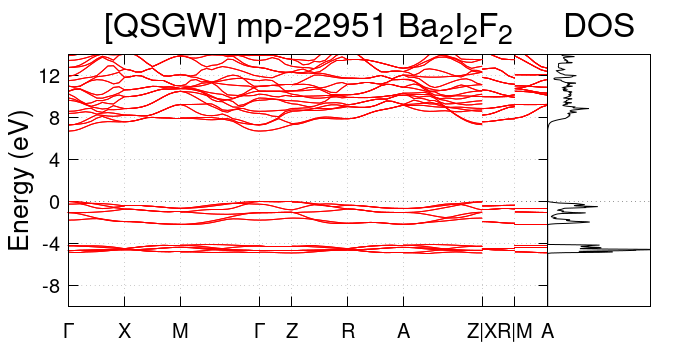 [QSGW] mp-22951 Ba₂I₂F₂ DOS
Energy (eV)
12
8
4
0
-4
-8
Γ X M Γ Z R A Z|XR|M A